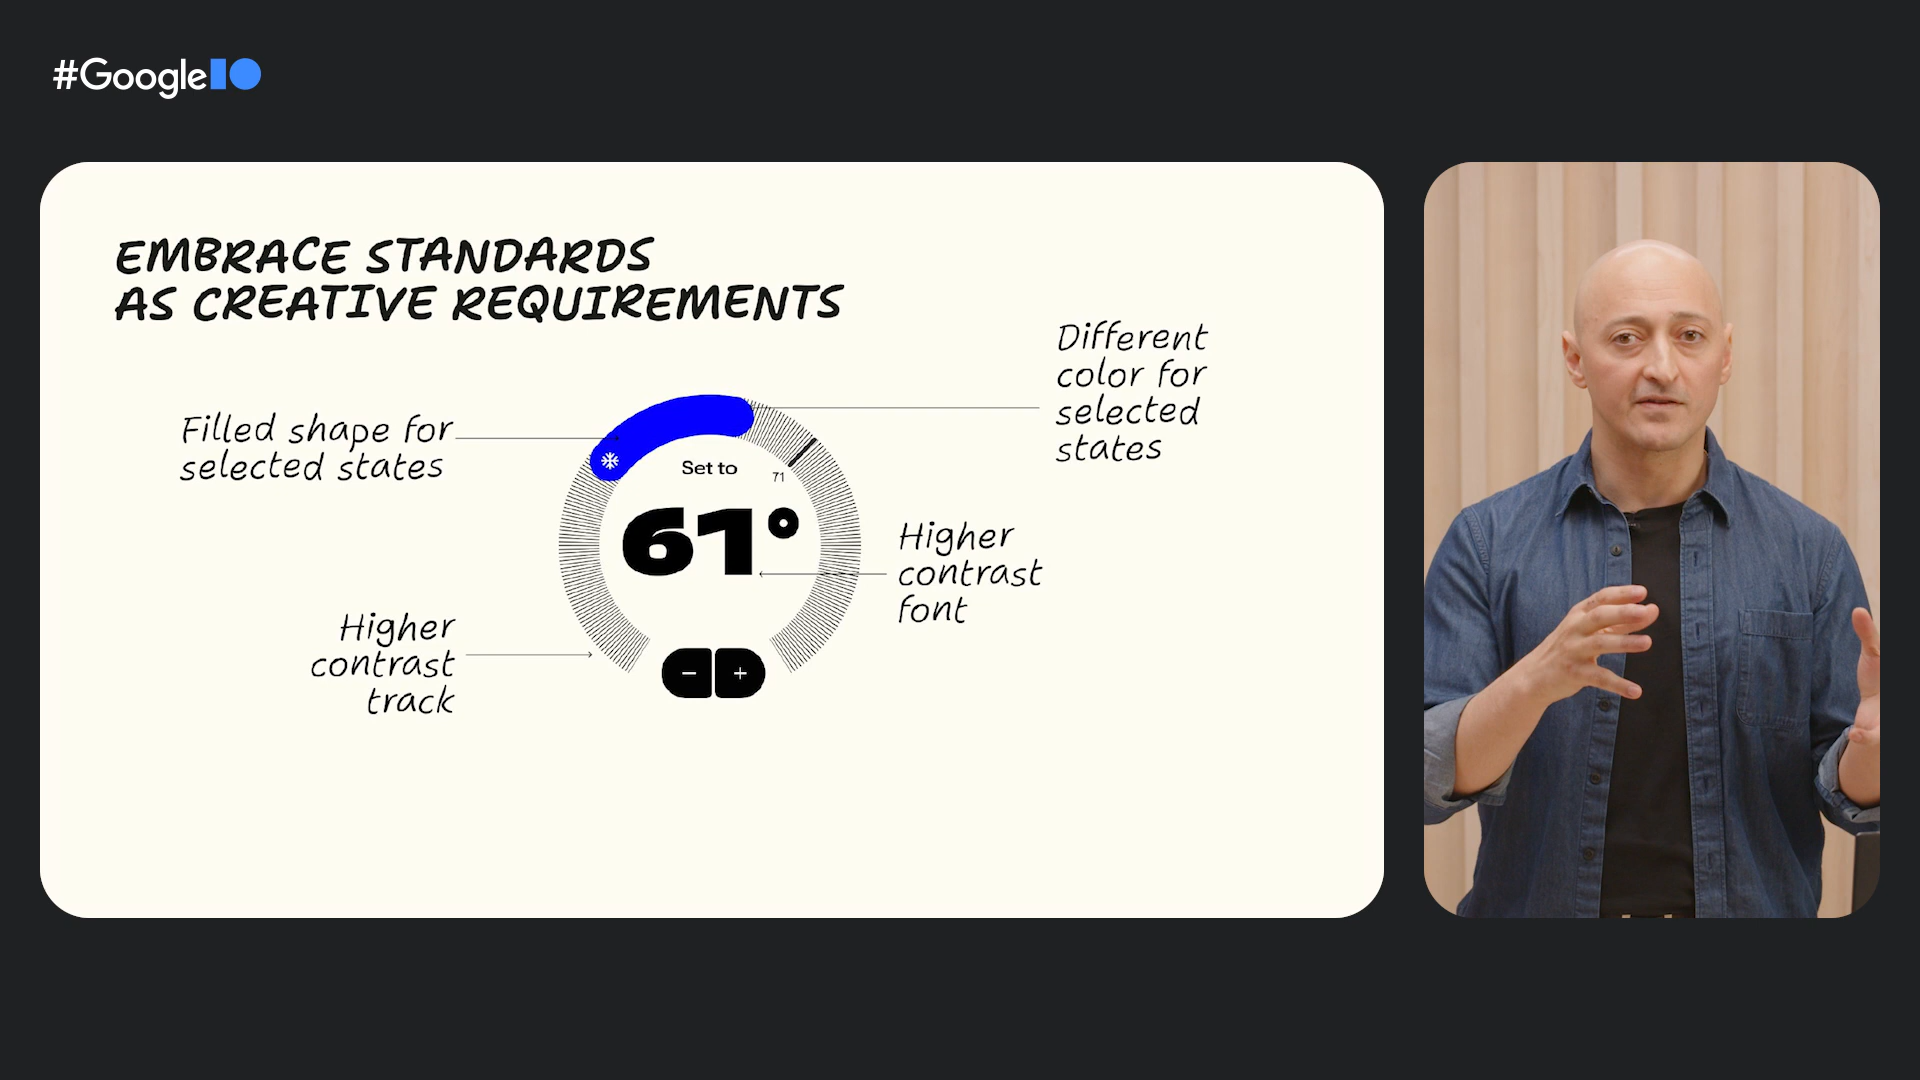 #GoogleIO
EMBRACE STANDARDS
AS CREATIVE REQUIREMENTS
Different
color for
selected
states
Filled shape for
selected states
Set to
71
61°
Higher
contrast
font
Higher
contrast
track
- +